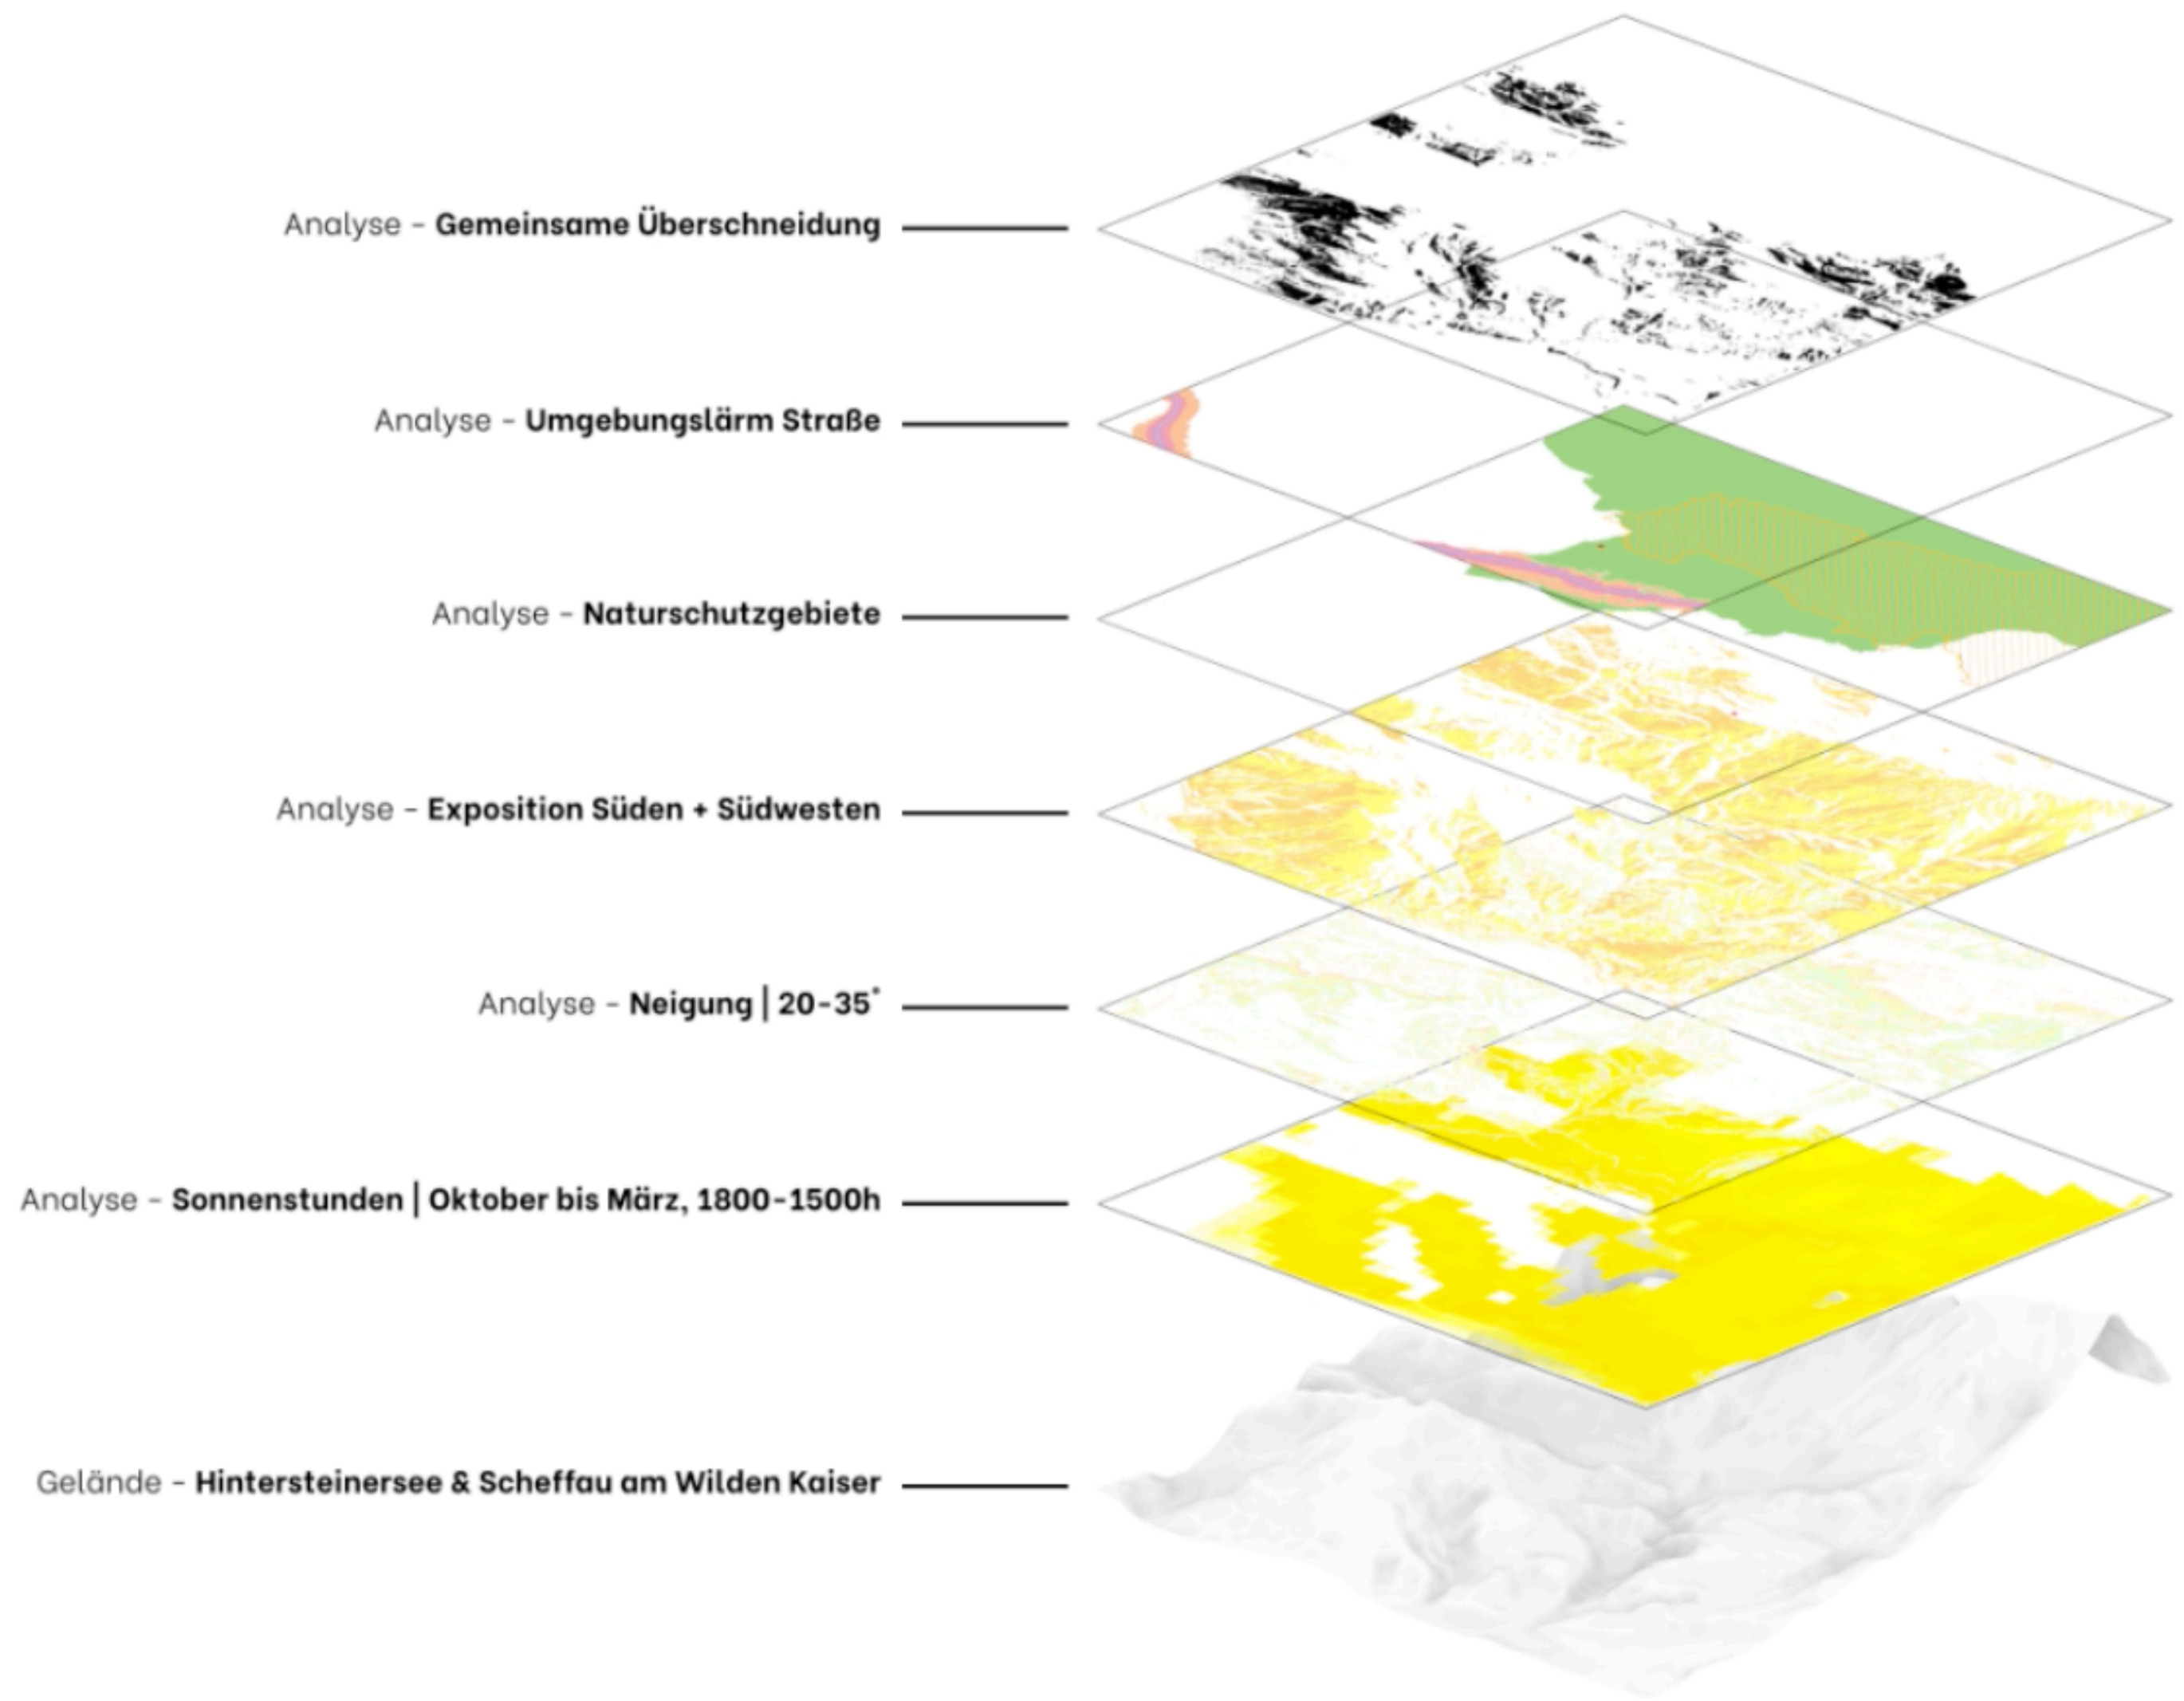 Analyse - Gemeinsame Überschneidung
Analyse - Umgebungslärm Straße
Analyse - Naturschutzgebiete
Analyse - Exposition Süden + Südwesten
Analyse - Neigung | 20-35°
Analyse - Sonnenstunden | Oktober bis März, 1800-1500h
Gelände - Hintersteinersee & Scheffau am Wilden Kaiser